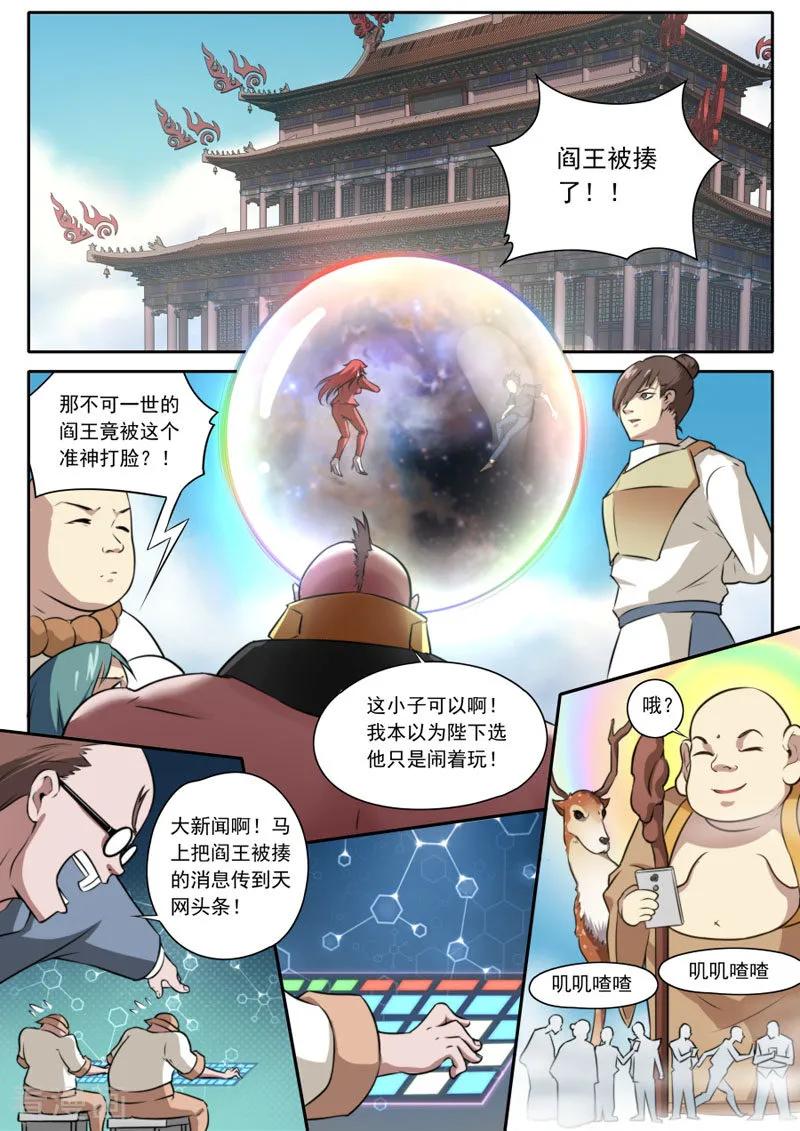 阎王被揍
了！！
那不可一世的
阎王竟被这个
准神打脸？！
这小子可以啊！
我本以为陛下选
他只是闹着玩！
哦？
大新闻啊！马
上把阎王被揍
的消息传到天
网头条！
叽叽喳喳
叽叽喳喳